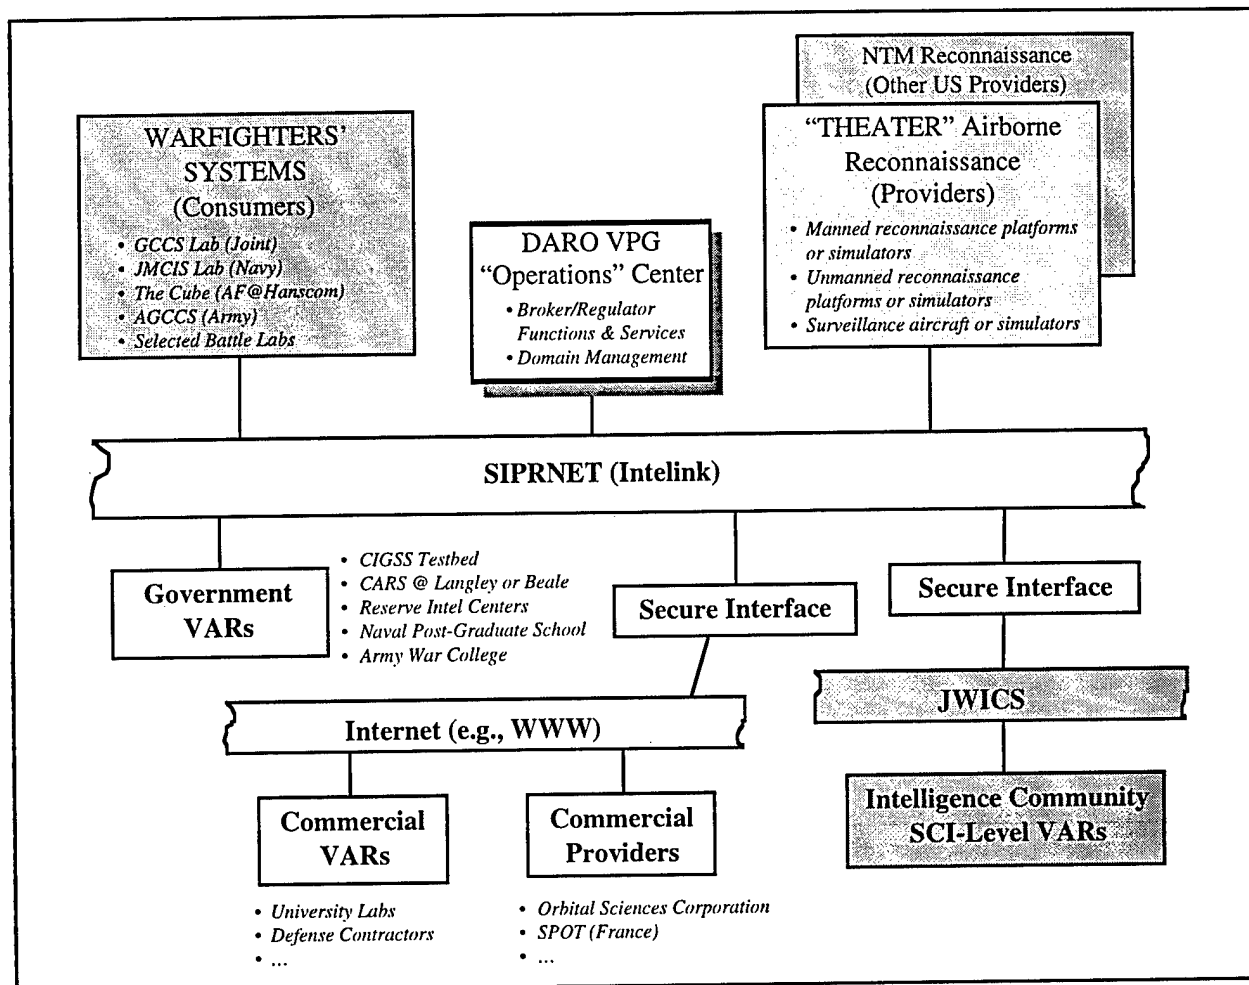 WARFIGHTERS'
SYSTEMS
(Consumers)
• GCCS Lab (Joint)
• JMCIS Lab (Navy)
• The Cube (AF@Hanscom)
• AGCCS (Army)
• Selected Battle Labs
DARO VPG
“Operations” Center
• Broker/Regulator
Functions & Services
• Domain Management
NTM Reconnaissance
(Other US Providers)
“THEATER” Airborne
Reconnaissance
(Providers)
• Manned reconnaissance platforms
or simulators
• Unmanned reconnaissance
platforms or simulators
• Surveillance aircraft or simulators
SIPRNET (Intelink)
Government
VARs
• CIGSS Testbed
• CARS @ Langley or Beale
• Reserve Intel Centers
• Naval Post-Graduate School
• Army War College
Secure Interface
Secure Interface
Internet (e.g., WWW)
JWICS
Commercial
VARs
• University Labs
• Defense Contractors
• ...
Commercial
Providers
• Orbital Sciences Corporation
• SPOT (France)
• ...
Intelligence Community
SCI-Level VARs